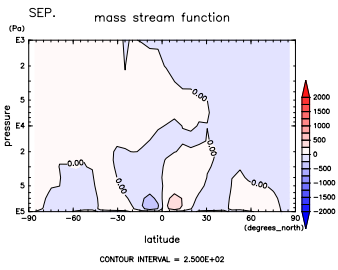 SEP.
mass stream function
(Pa)
E3
2
5
E4
2
5
E5
pressure
0.00
0.00
0.00
0.00
0.00
−90 −60 −30 0 30 60 90
(degrees_north)
latitude
2000
1500
1000
500
0
−500
−1000
−1500
−2000
CONTOUR INTERVAL = 2.500E+02